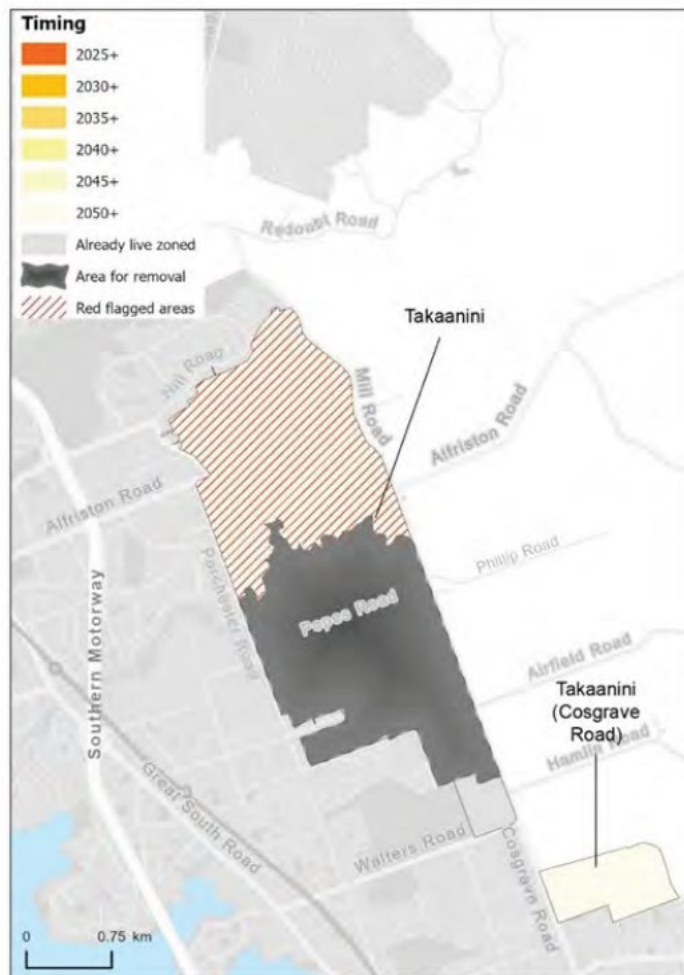 Timing
2025+
2030+
2035+
2040+
2045+
2050+
Already live zoned
Area for removal
Red flagged areas
Redoubt Road
Takaanini
Hill Road
Mill Road
Alfriston Road
Alfriston Road
Phillip Road
Porchester Road
Popes Road
Southern Motorway
Airfield Road
Takaanini
(Cosgrave
Road)
Hamlin Road
Great South Road
Walters Road
Cosgrave Road
0 0.75 km